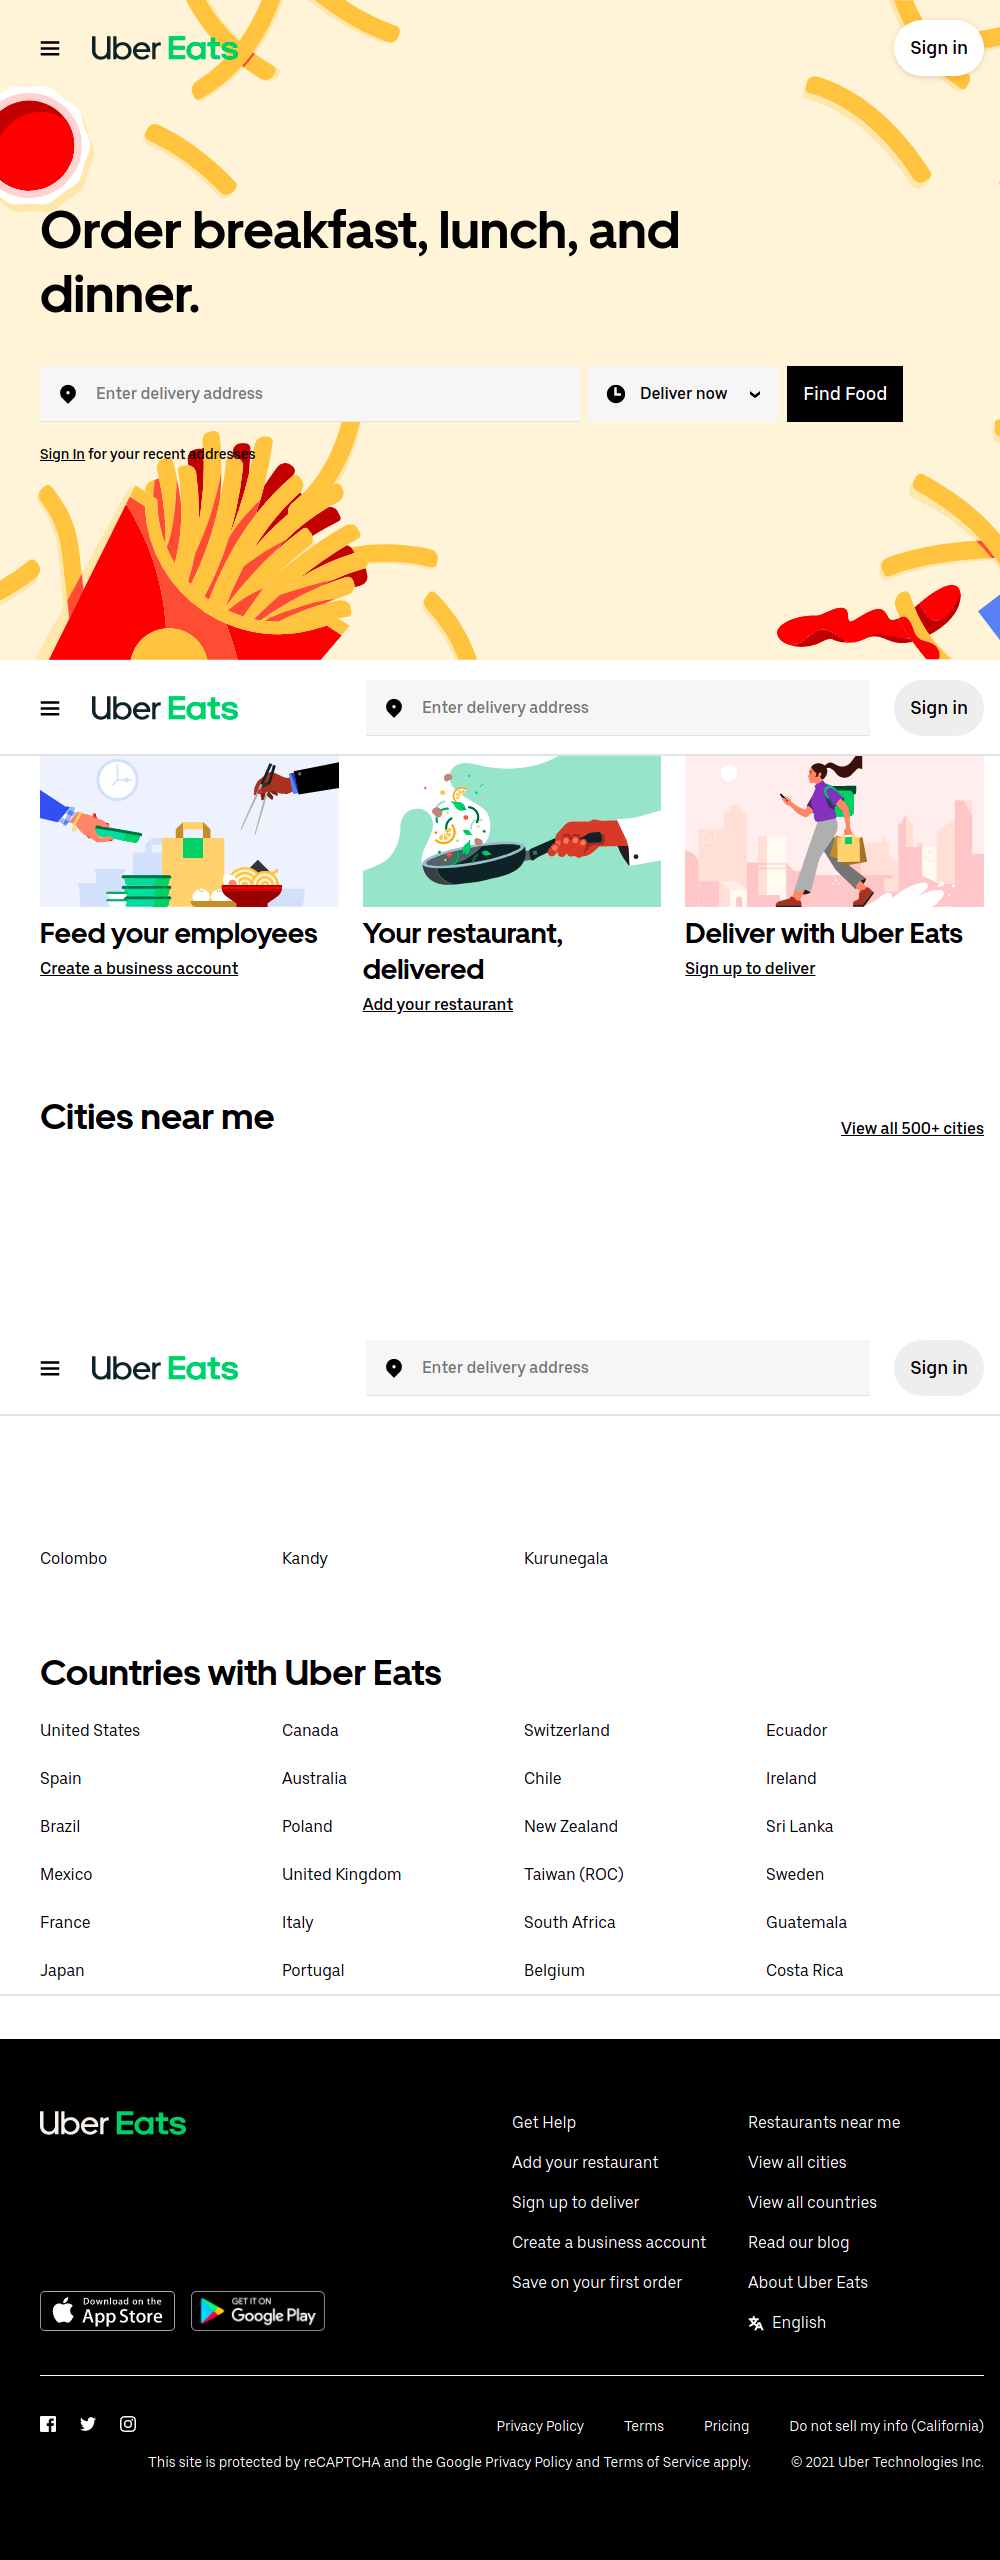 Uber Eats
Sign in
Order breakfast, lunch, and
dinner.
Enter delivery address
Deliver now
Find Food
Sign In for your recent addresses
Uber Eats
Enter delivery address
Sign in
Feed your employees
Create a business account
Your restaurant,
delivered
Add your restaurant
Deliver with Uber Eats
Sign up to deliver
Cities near me
View all 500+ cities
Uber Eats
Enter delivery address
Sign in
Colombo
Kandy
Kurunegala
Countries with Uber Eats
United States
Canada
Switzerland
Ecuador
Spain
Australia
Chile
Ireland
Brazil
Poland
New Zealand
Sri Lanka
Mexico
United Kingdom
Taiwan (ROC)
Sweden
France
Italy
South Africa
Guatemala
Japan
Portugal
Belgium
Costa Rica
Uber Eats
Get Help
Add your restaurant
Sign up to deliver
Create a business account
Save on your first order
Restaurants near me
View all cities
View all countries
Read our blog
About Uber Eats
English
Download on the
App Store
GET IT ON
Google Play
Privacy Policy
Terms
Pricing
Do not sell my info (California)
This site is protected by reCAPTCHA and the Google Privacy Policy and Terms of Service apply.
© 2021 Uber Technologies Inc.